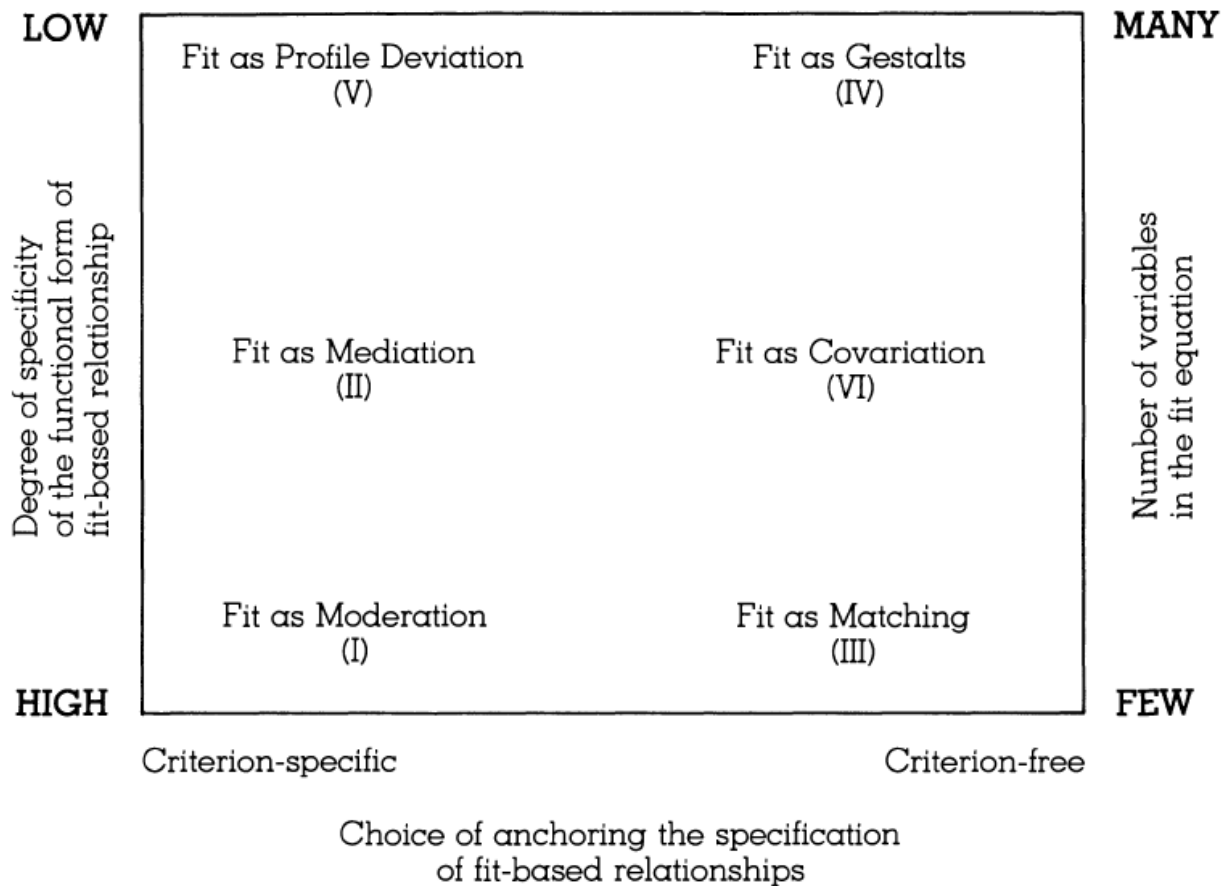 LOW
MANY
Fit as Profile Deviation
(V)
Fit as Gestalts
(IV)
Degree of specificity
of the functional form of
fit-based relationship
Fit as Mediation
(II)
Fit as Covariation
(VI)
Number of variables
in the fit equation
Fit as Moderation
(I)
Fit as Matching
(III)
HIGH
FEW
Criterion-specific
Criterion-free
Choice of anchoring the specification
of fit-based relationships